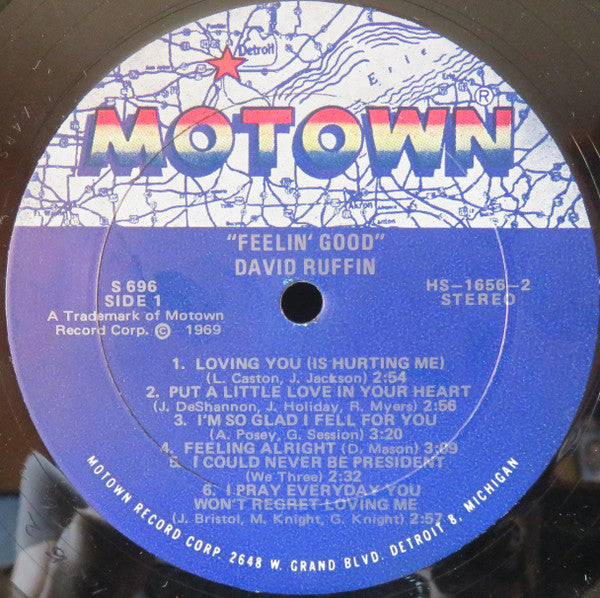 Detroit
Erie
MOTOWN®
Akron
"FEELIN' GOOD"
DAVID RUFFIN
S 696
SIDE 1
HS-1656-2
STEREO
A Trademark of Motown
Record Corp. © 1969
1. LOVING YOU (IS HURTING ME)
(L. Caston, J. Jackson) 2:54
2. PUT A LITTLE LOVE IN YOUR HEART
(J. DeShannon, J. Holiday, R. Myers) 2:56
3. I'M SO GLAD I FELL FOR YOU
(A. Posey, G. Session) 3:20
4. FEELING ALRIGHT (D. Mason) 3:09
5. I COULD NEVER BE PRESIDENT
(We Three) 2:32
6. I PRAY EVERYDAY YOU
WON'T REGRET LOVING ME
(J. Bristol, M. Knight, G. Knight) 2:57
MOTOWN RECORD CORP. 2648 W. GRAND BLVD. DETROIT 8, MICHIGAN